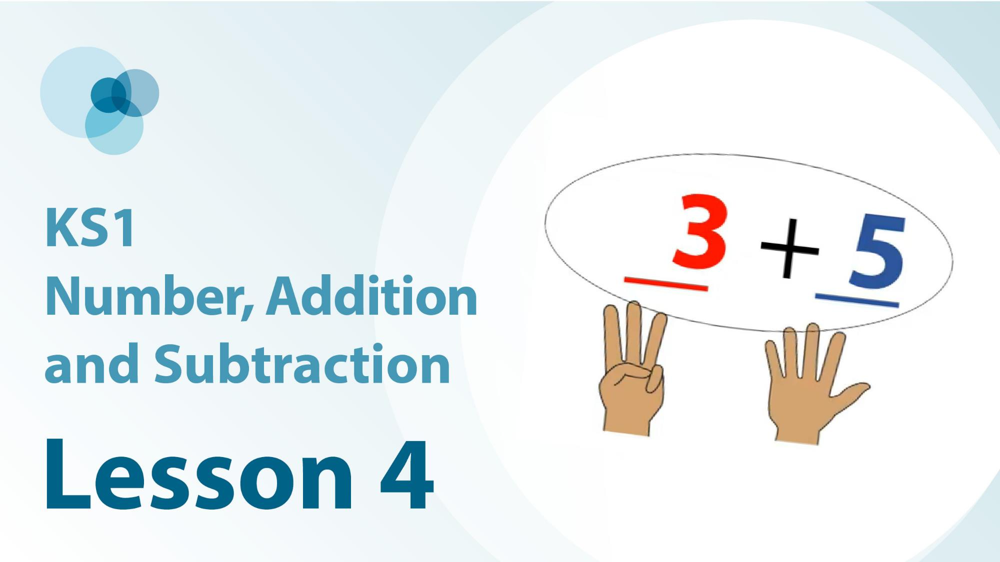 KS1
Number, Addition
and Subtraction
Lesson 4
3 + 5